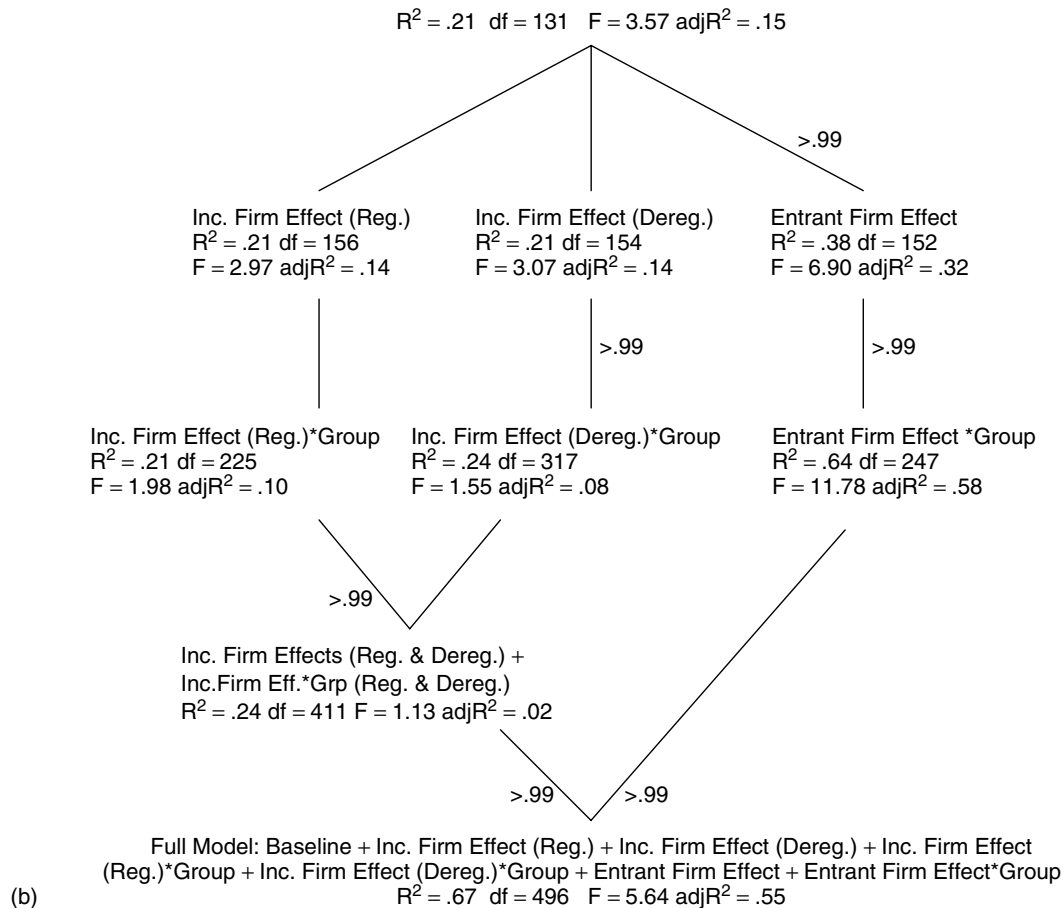 R² = .21 df = 131 F = 3.57 adjR² = .15
>.99
Inc. Firm Effect (Reg.)
R² = .21 df = 156
F = 2.97 adjR² = .14
Inc. Firm Effect (Dereg.)
R² = .21 df = 154
F = 3.07 adjR² = .14
Entrant Firm Effect
R² = .38 df = 152
F = 6.90 adjR² = .32
>.99
>.99
Inc. Firm Effect (Reg.)*Group
R² = .21 df = 225
F = 1.98 adjR² = .10
Inc. Firm Effect (Dereg.)*Group
R² = .24 df = 317
F = 1.55 adjR² = .08
Entrant Firm Effect *Group
R² = .64 df = 247
F = 11.78 adjR² = .58
>.99
Inc. Firm Effects (Reg. & Dereg.) +
Inc.Firm Eff.*Grp (Reg. & Dereg.)
R² = .24 df = 411 F = 1.13 adjR² = .02
>.99
>.99
Full Model: Baseline + Inc. Firm Effect (Reg.) + Inc. Firm Effect (Dereg.) + Inc. Firm Effect
(Reg.)*Group + Inc. Firm Effect (Dereg.)*Group + Entrant Firm Effect + Entrant Firm Effect*Group
(b) R² = .67 df = 496 F = 5.64 adjR² = .55